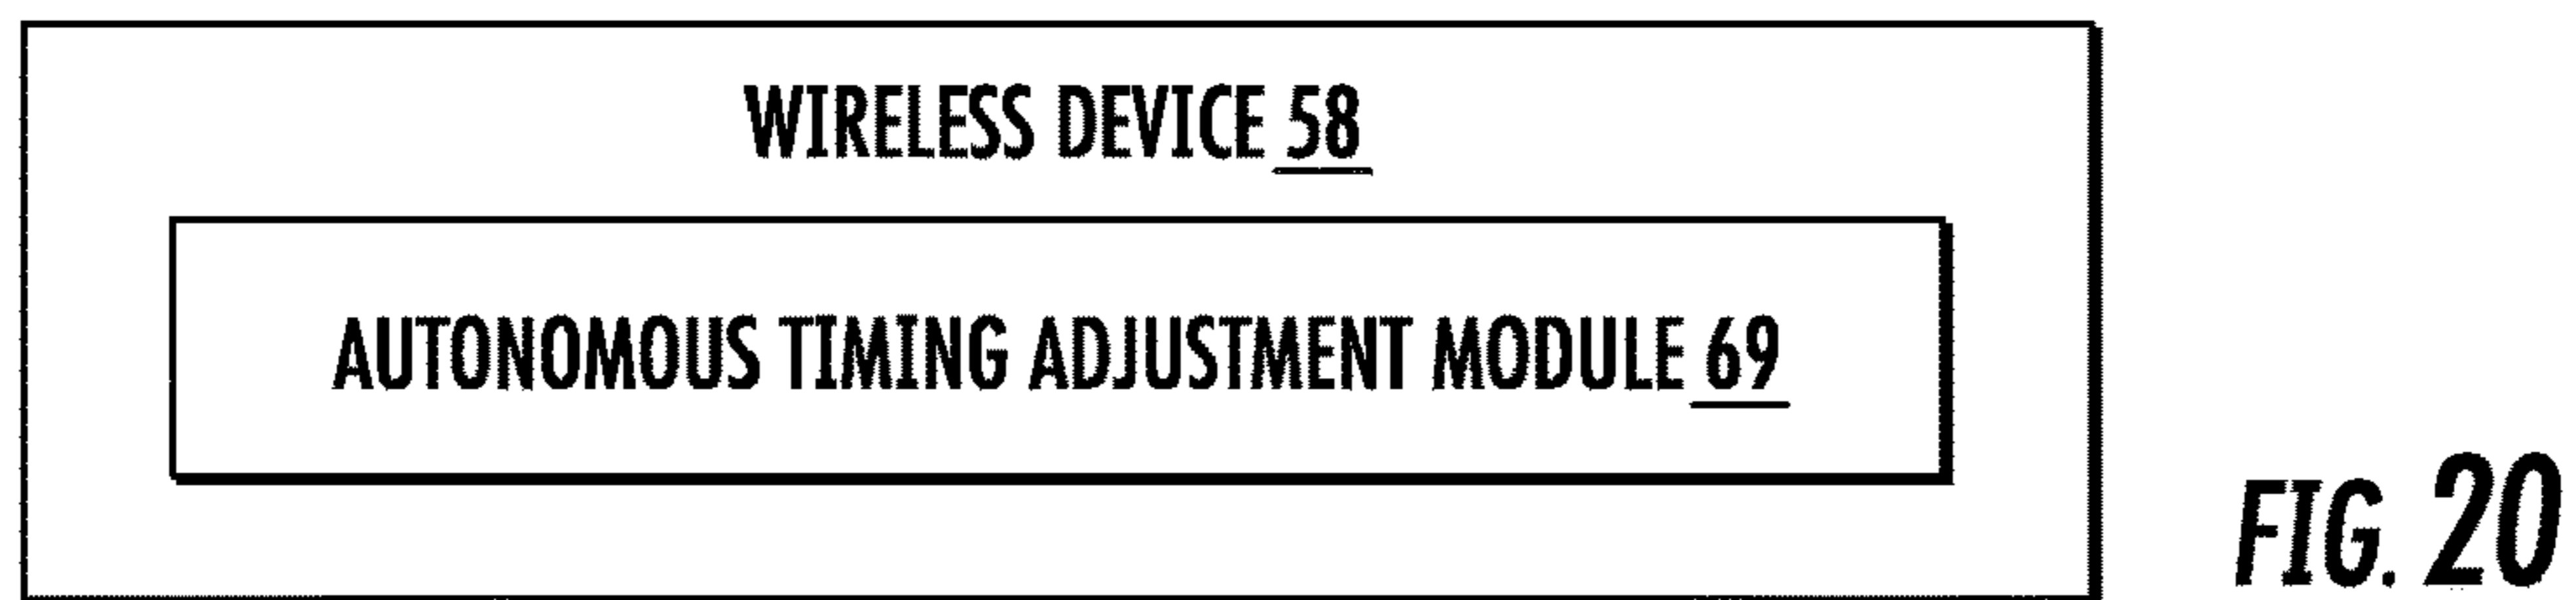 WIRELESS DEVICE 58
AUTONOMOUS TIMING ADJUSTMENT MODULE 69
FIG. 20